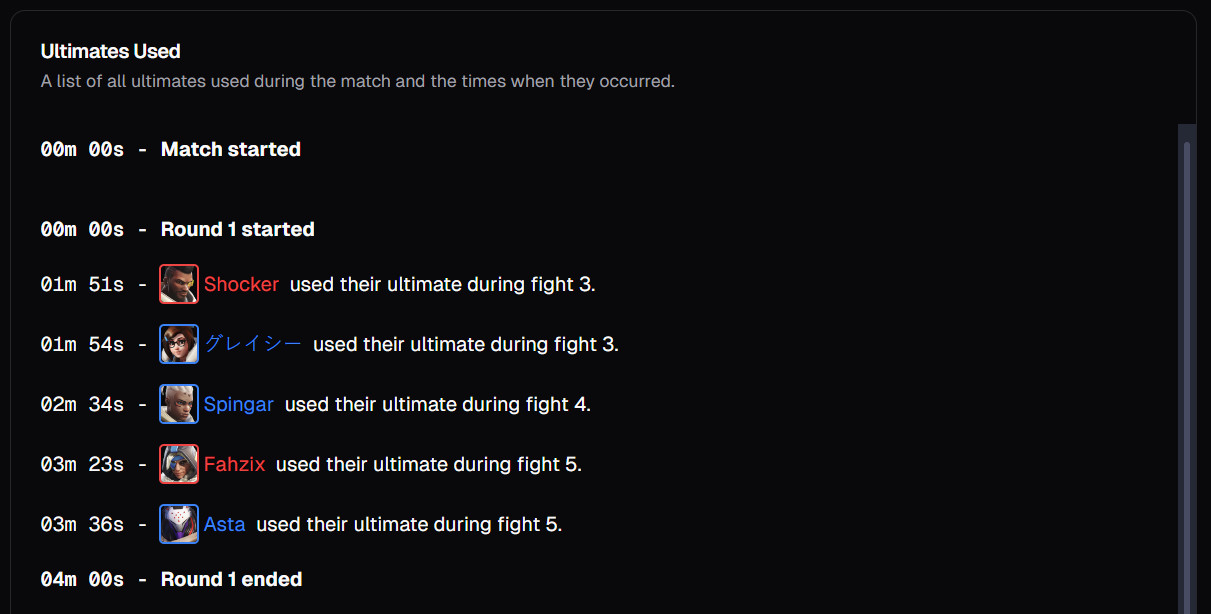 Ultimates Used
A list of all ultimates used during the match and the times when they occurred.
00m 00s - Match started
00m 00s - Round 1 started
01m 51s - Shocker used their ultimate during fight 3.
01m 54s - グレイシー used their ultimate during fight 3.
02m 34s - Spingar used their ultimate during fight 4.
03m 23s - Fahzix used their ultimate during fight 5.
03m 36s - Asta used their ultimate during fight 5.
04m 00s - Round 1 ended